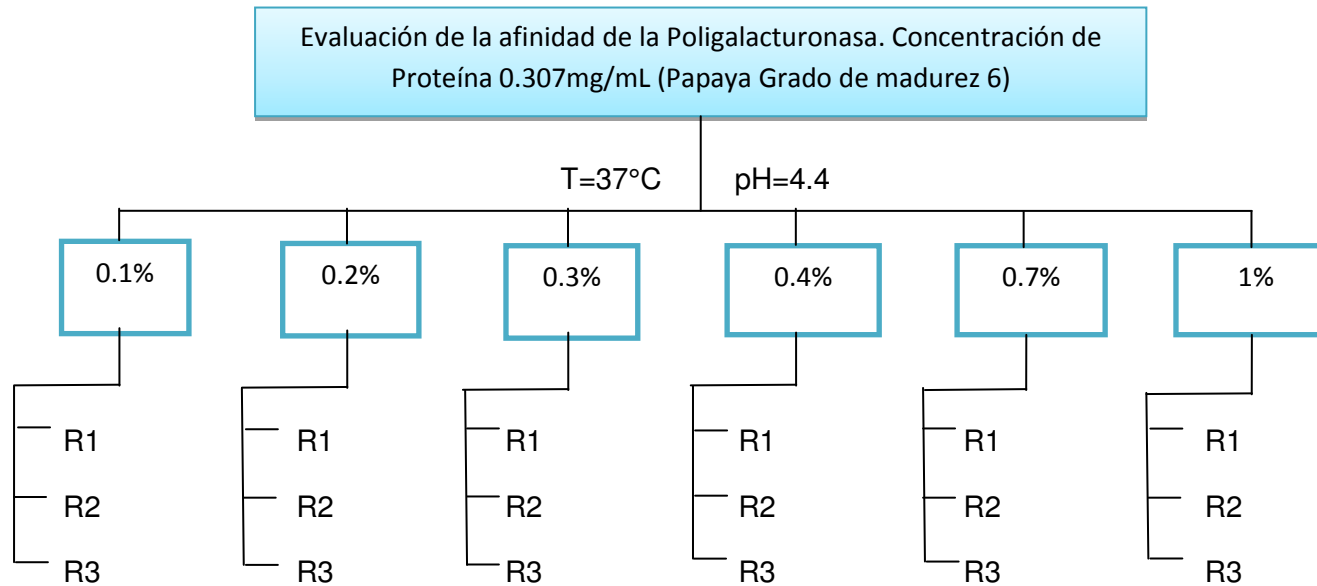 Evaluación de la afinidad de la Poligalacturonasa. Concentración de
Proteína 0.307mg/mL (Papaya Grado de madurez 6)
T=37°C pH=4.4
0.1% 0.2% 0.3% 0.4% 0.7% 1%
R1 R1 R1 R1 R1 R1
R2 R2 R2 R2 R2 R2
R3 R3 R3 R3 R3 R3